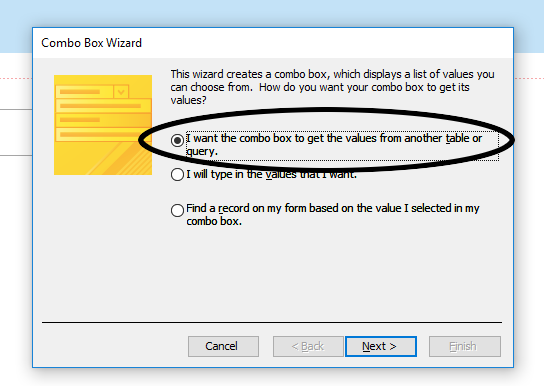 Combo Box Wizard
This wizard creates a combo box, which displays a list of values you
can choose from. How do you want your combo box to get its
values?
I want the combo box to get the values from another table or
query.
I will type in the values that I want.
Find a record on my form based on the value I selected in my
combo box.
Cancel
< Back
Next >
Finish